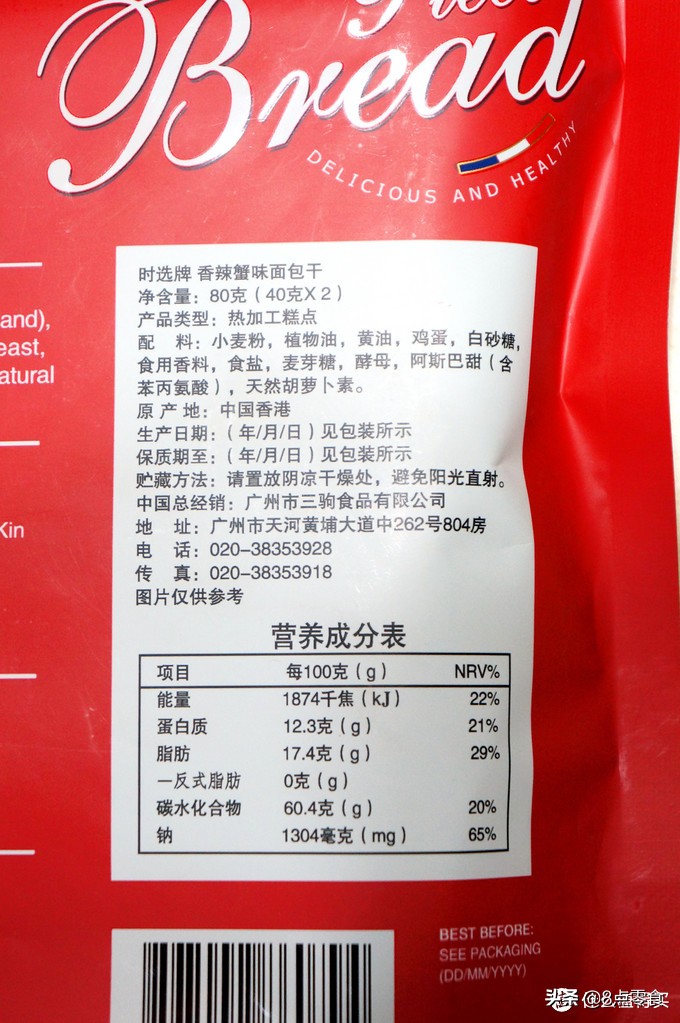 Bread
DELICIOUS AND HEALTHY
and),
east,
atural
Kin
时选牌 香辣蟹味面包干
净含量：80克（40克X 2）
产品类型：热加工糕点
配 料：小麦粉，植物油，黄油，鸡蛋，白砂糖，
食用香料，食盐，麦芽糖，酵母，阿斯巴甜（含
苯丙氨酸），天然胡萝卜素。
原 产 地：中国香港
生产日期：（年/月/日）见包装所示
保质期至：（年/月/日）见包装所示
贮藏方法：请置放阴凉干燥处，避免阳光直射。
中国总经销：广州市三驹食品有限公司
地 址：广州市天河黄埔大道中262号804房
电 话：020–38353928
传 真：020–38353918
图片仅供参考
营养成分表
项目 每100克（g） NRV%
能量 1874千焦（kJ） 22%
蛋白质 12.3克（g） 21%
脂肪 17.4克（g） 29%
—反式脂肪 0克（g）
碳水化合物 60.4克（g） 20%
钠 1304毫克（mg） 65%
BEST BEFORE:
SEE PACKAGING
(DD/MM/YYYY)